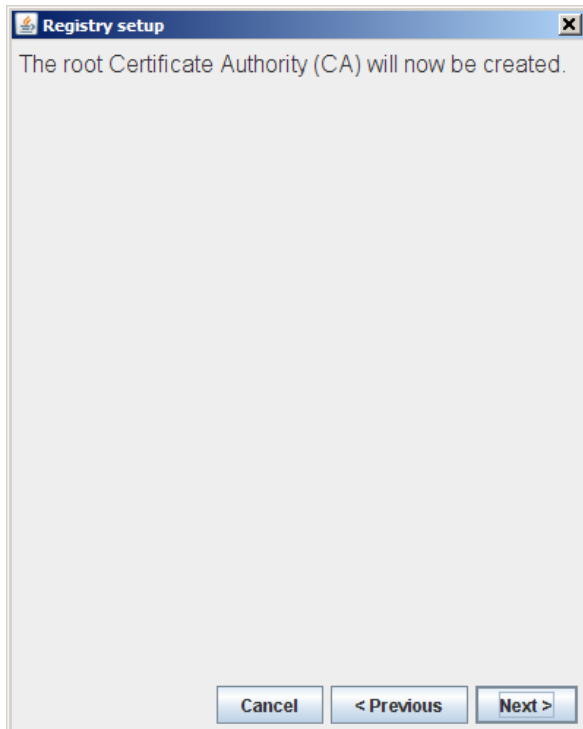 Registry setup
The root Certificate Authority (CA) will now be created.
Cancel
< Previous
Next >